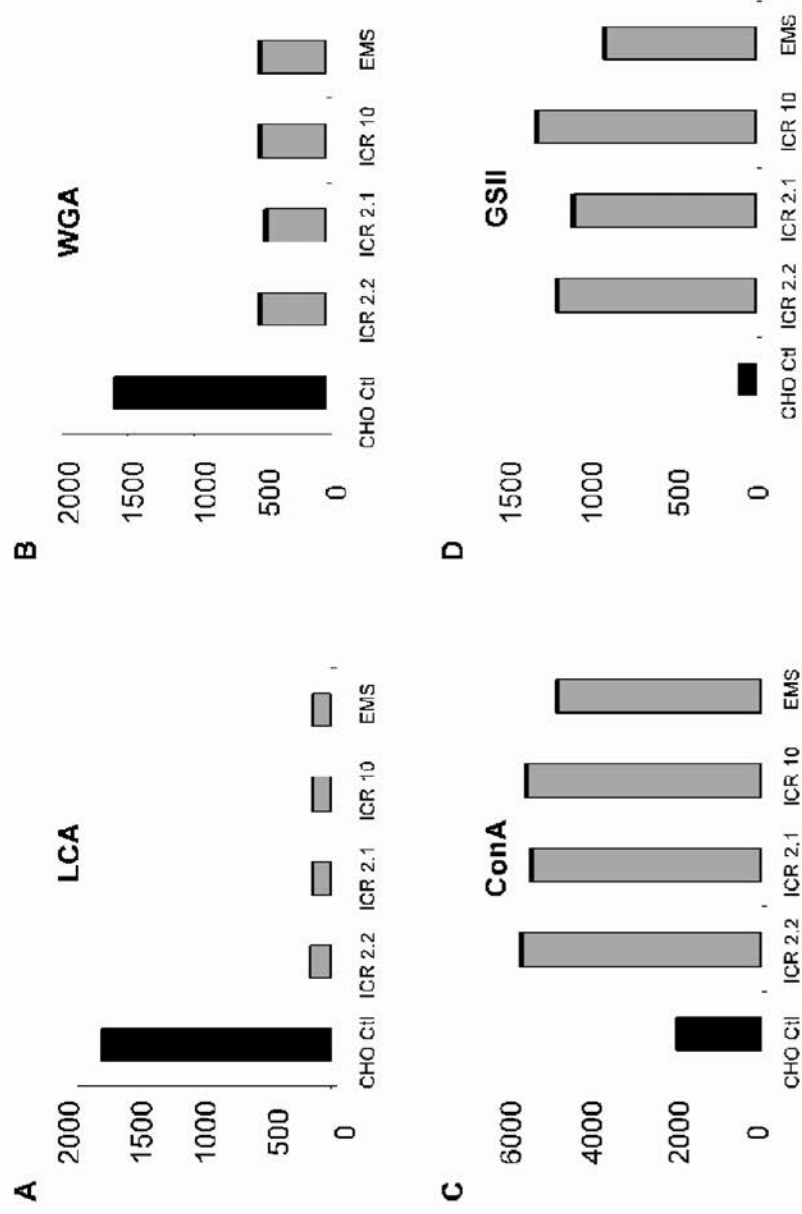 A
LCA
2000
1500
1000
500
0
CHO Ctl
ICR 2.2
ICR 2.1
ICR 10
EMS
B
WGA
2000
1500
1000
500
0
CHO Ctl
ICR 2.2
ICR 2.1
ICR 10
EMS
C
ConA
6000
4000
2000
0
CHO Ctl
ICR 2.2
ICR 2.1
ICR 10
EMS
D
GSII
1500
1000
500
0
CHO Ctl
ICR 2.2
ICR 2.1
ICR 10
EMS